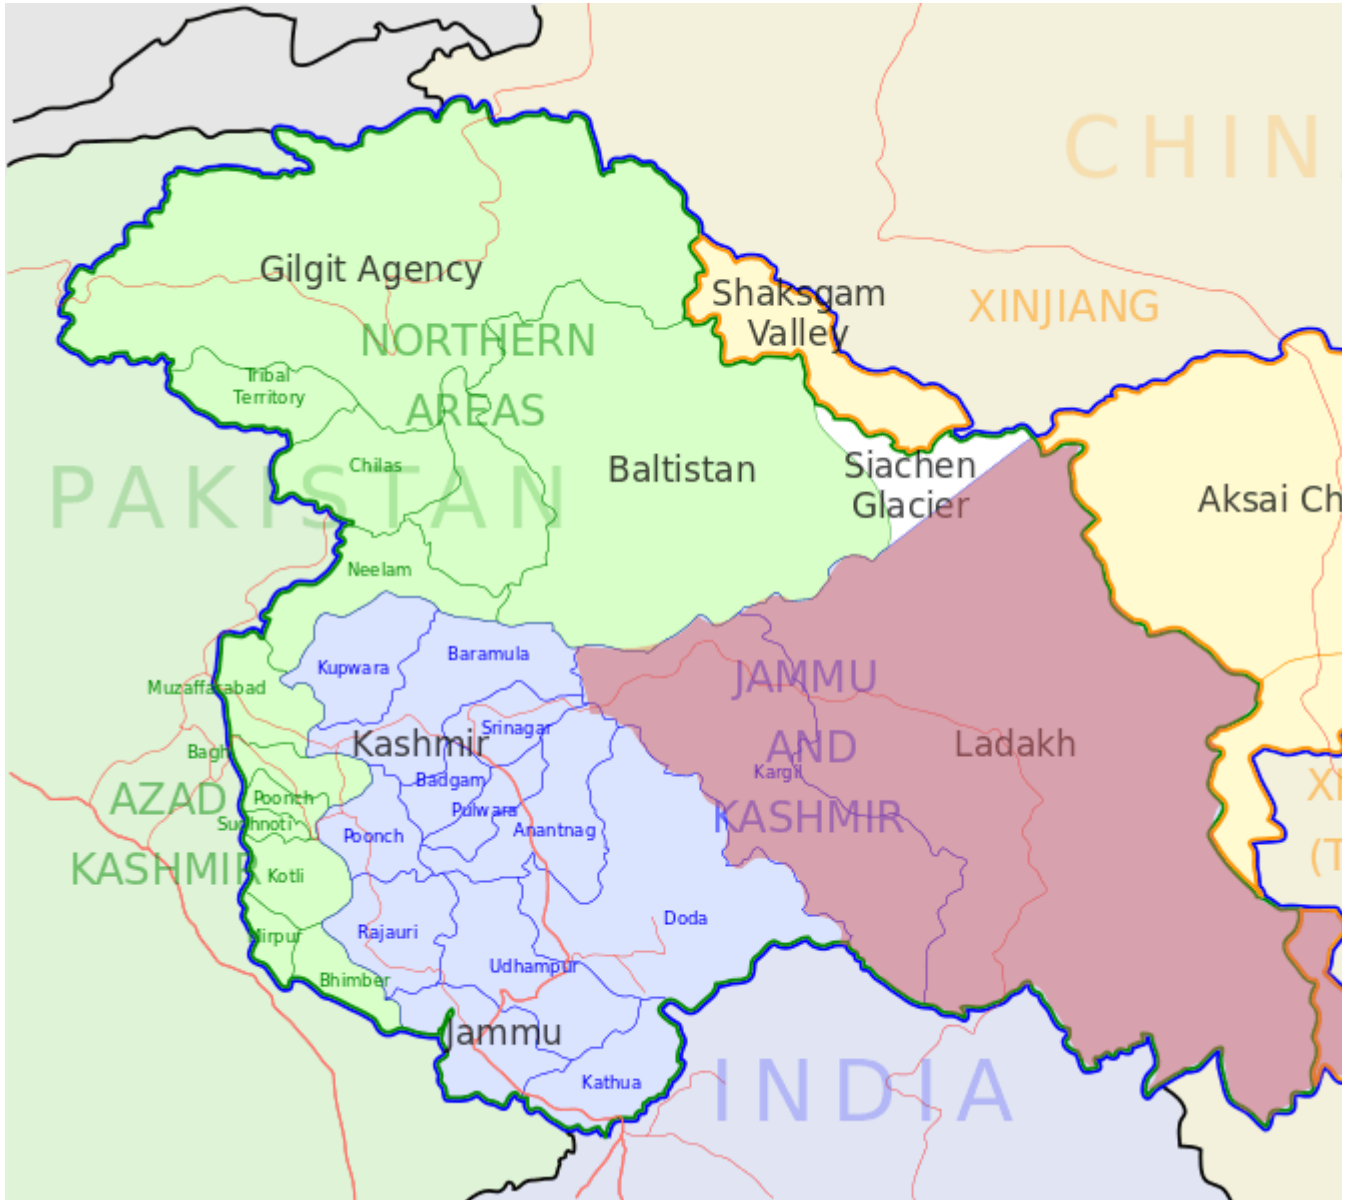 CHIN
Gilgit Agency
Shaksgam
Valley
XINJIANG
NORTHERN
AREAS
Tribal
Territory
Chilas
PAKISTAN
Baltistan
Siachen
Glacier
Aksai Ch
Neelam
Kupwara
Baramula
Muzaffarabad
JAMMU
AND
KASHMIR
Srinagar
Kashmir
Ladakh
Bagh
Badgam
Kargil
AZAD
KASHMIR
Poonch
Sudhnoti
Pulwara
Poonch
Anantnag
XI
(T
Kotli
Rajauri
Doda
Mirpur
Udhampur
Bhimber
Jammu
Kathua
INDIA